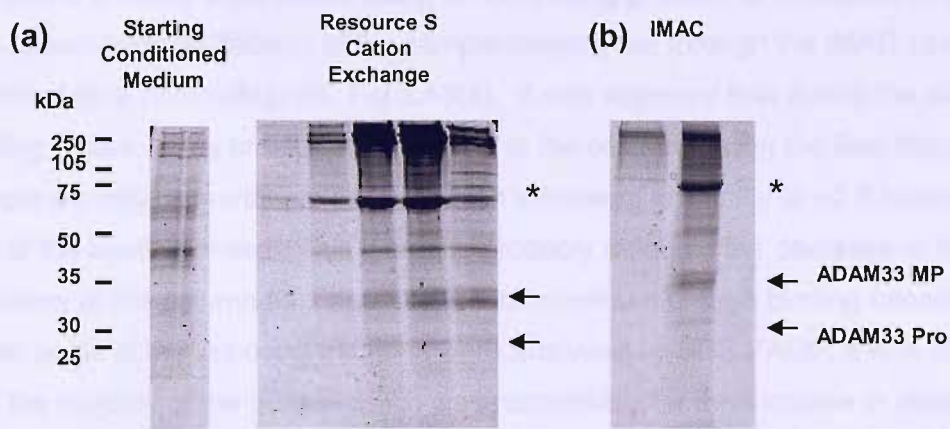 (a)
Starting
Conditioned
Medium
Resource S
Cation
Exchange
(b)
IMAC
kDa
250
105
75
50
35
30
25
*
*
ADAM33 MP
ADAM33 Pro